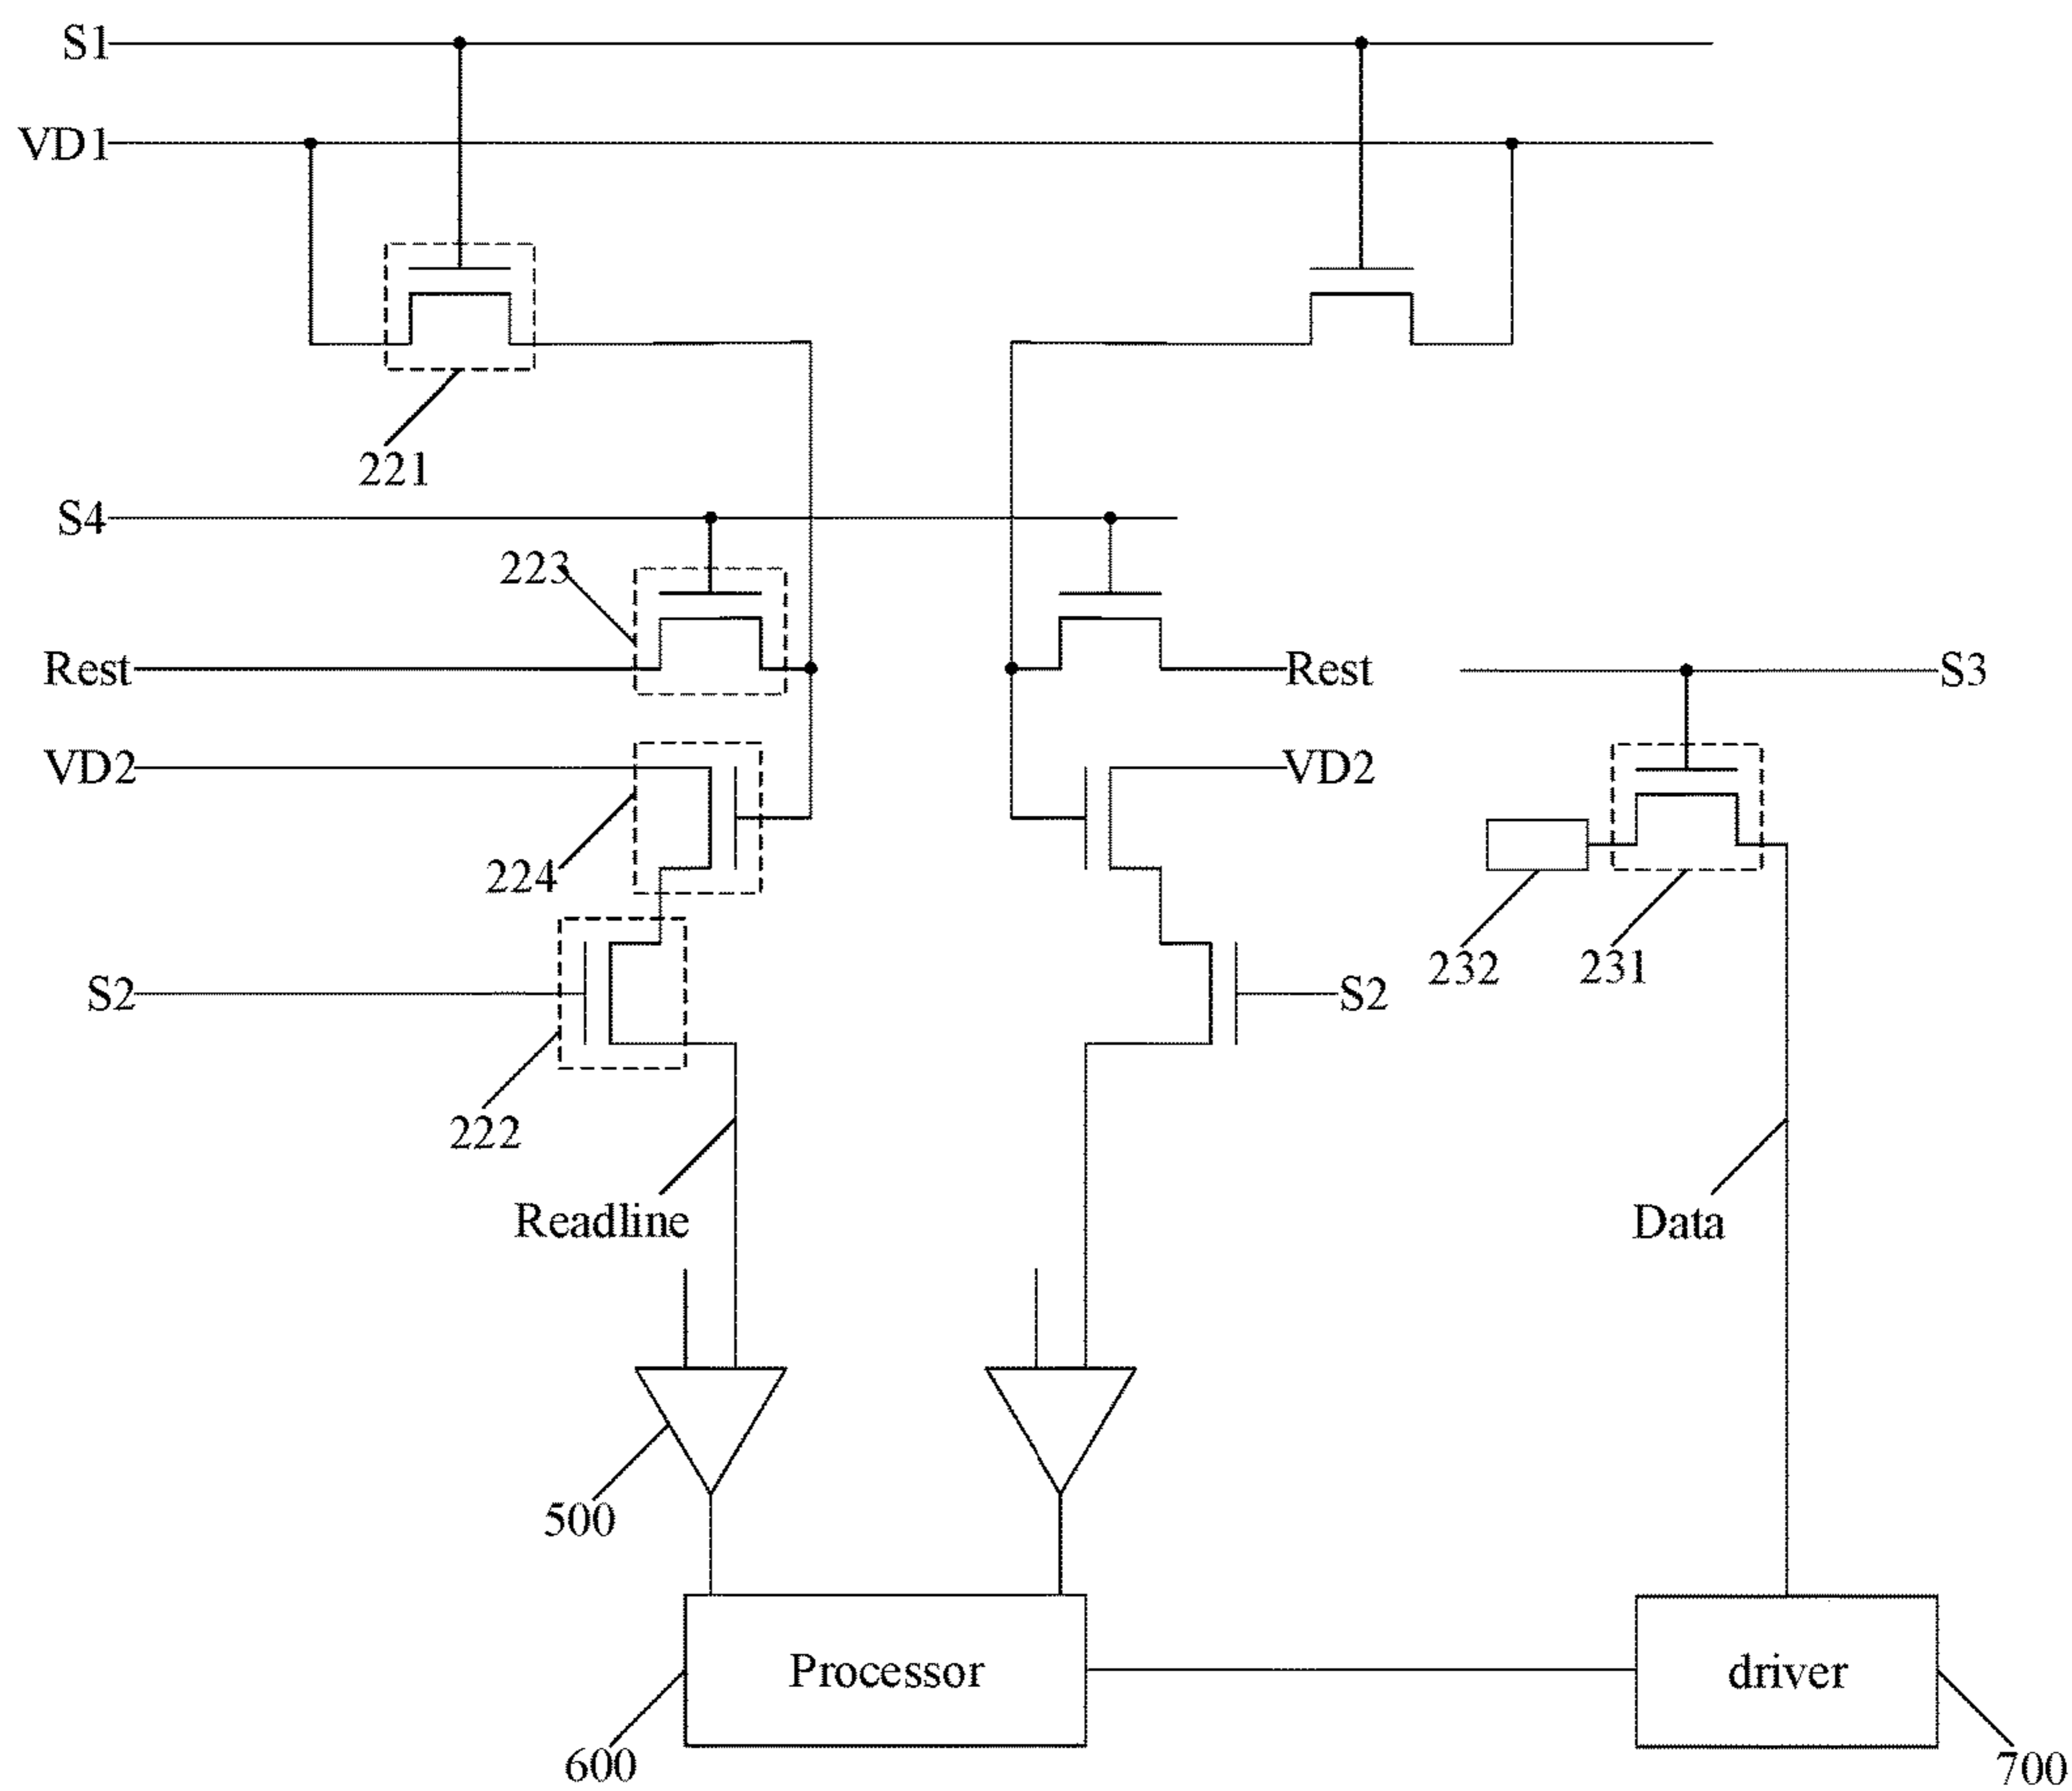 S1
VD1
221
S4
223
Rest
Rest
S3
VD2
VD2
224
232
231
S2
S2
222
Readline
Data
500
Processor
driver
600
700